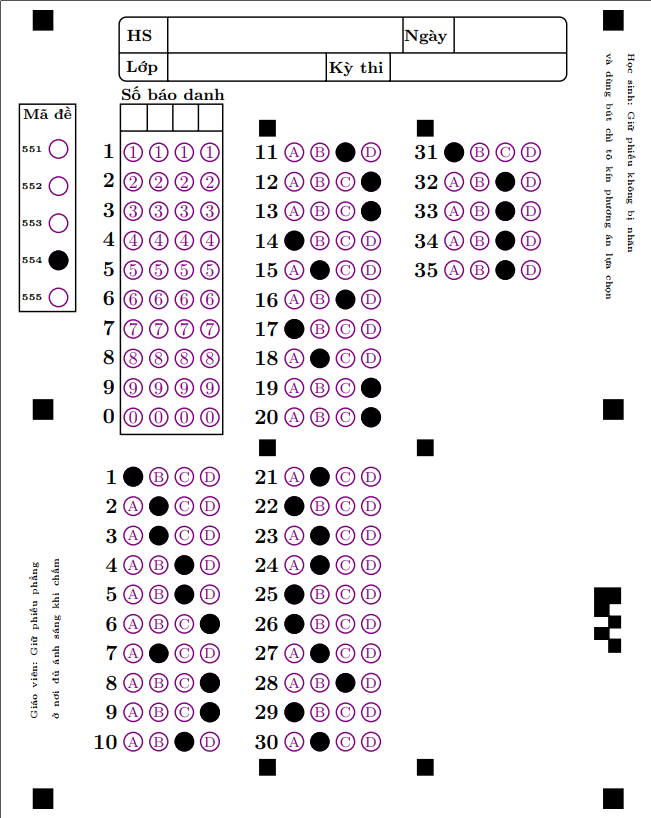 HS
Ngày
Lớp
Kỳ thi
Số báo danh
Mã đề
551
552
553
554
555
1 1 1 1 1
2 2 2 2 2
3 3 3 3 3
4 4 4 4 4
5 5 5 5 5
6 6 6 6 6
7 7 7 7 7
8 8 8 8 8
9 9 9 9 9
0 0 0 0 0
11 A B D
12 A B C
13 A B C
14 B C D
15 A C D
16 A B D
17 B C D
18 A C D
19 A B C
20 A B C
31 B C D
32 A B D
33 A B D
34 A B D
35 A B D
Học sinh: Giữ phiếu không bị nhăn
và dùng bút chì tô kín phương án lựa chọn
1 B C D
2 A C D
3 A C D
4 A B D
5 A B D
6 A B C
7 A C D
8 A B C
9 A B C
10 A B D
21 A C D
22 B C D
23 A C D
24 A C D
25 B C D
26 B C D
27 A C D
28 A B D
29 B C D
30 A C D
Giáo viên: Giữ phiếu phẳng
ở nơi đủ ánh sáng khi chấm